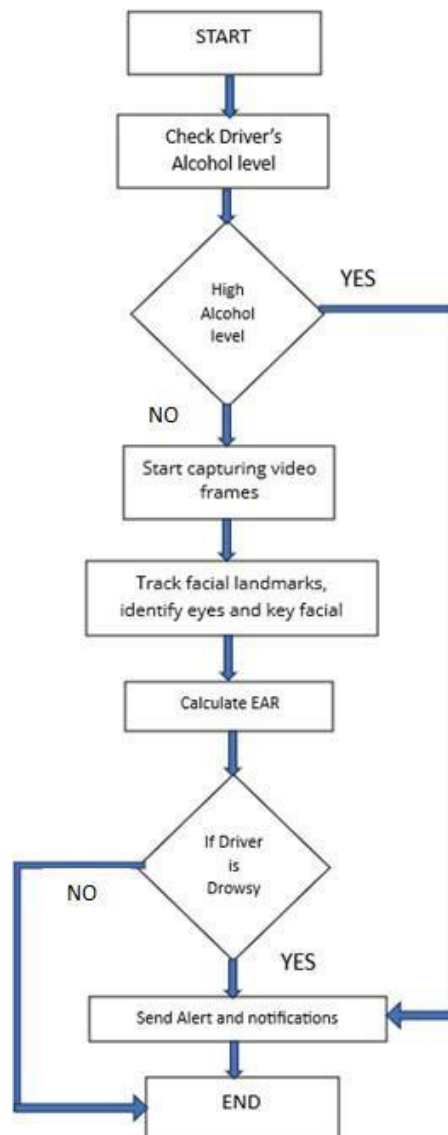 START
Check Driver's
Alcohol level
High
Alcohol
level
YES
NO
Start capturing video
frames
Track facial landmarks,
identify eyes and key facial
Calculate EAR
If Driver
is
Drowsy
NO
YES
Send Alert and notifications
END